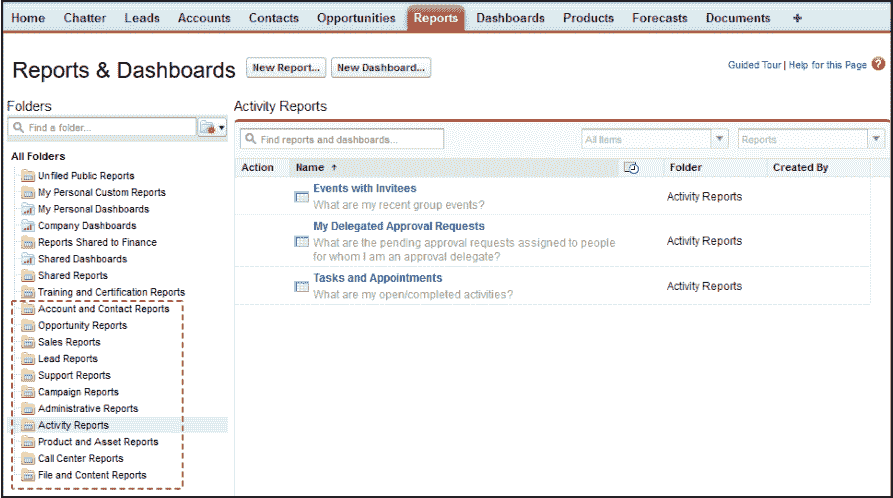 Home Chatter Leads Accounts Contacts Opportunities Reports Dashboards Products Forecasts Documents +
Reports & Dashboards New Report... New Dashboard... Guided Tour | Help for this Page ?
Folders
Find a folder...
All Folders
Unfiled Public Reports
My Personal Custom Reports
My Personal Dashboards
Company Dashboards
Reports Shared to Finance
Shared Dashboards
Shared Reports
Training and Certification Reports
Account and Contact Reports
Opportunity Reports
Sales Reports
Lead Reports
Support Reports
Campaign Reports
Administrative Reports
Activity Reports
Product and Asset Reports
Call Center Reports
File and Content Reports
Activity Reports
Find reports and dashboards... All Items Reports
Action Name ↑ Folder Created By
Events with Invitees
What are my recent group events?
Activity Reports
My Delegated Approval Requests
What are the pending approval requests assigned to people
for whom I am an approval delegate?
Activity Reports
Tasks and Appointments
What are my open/completed activities?
Activity Reports